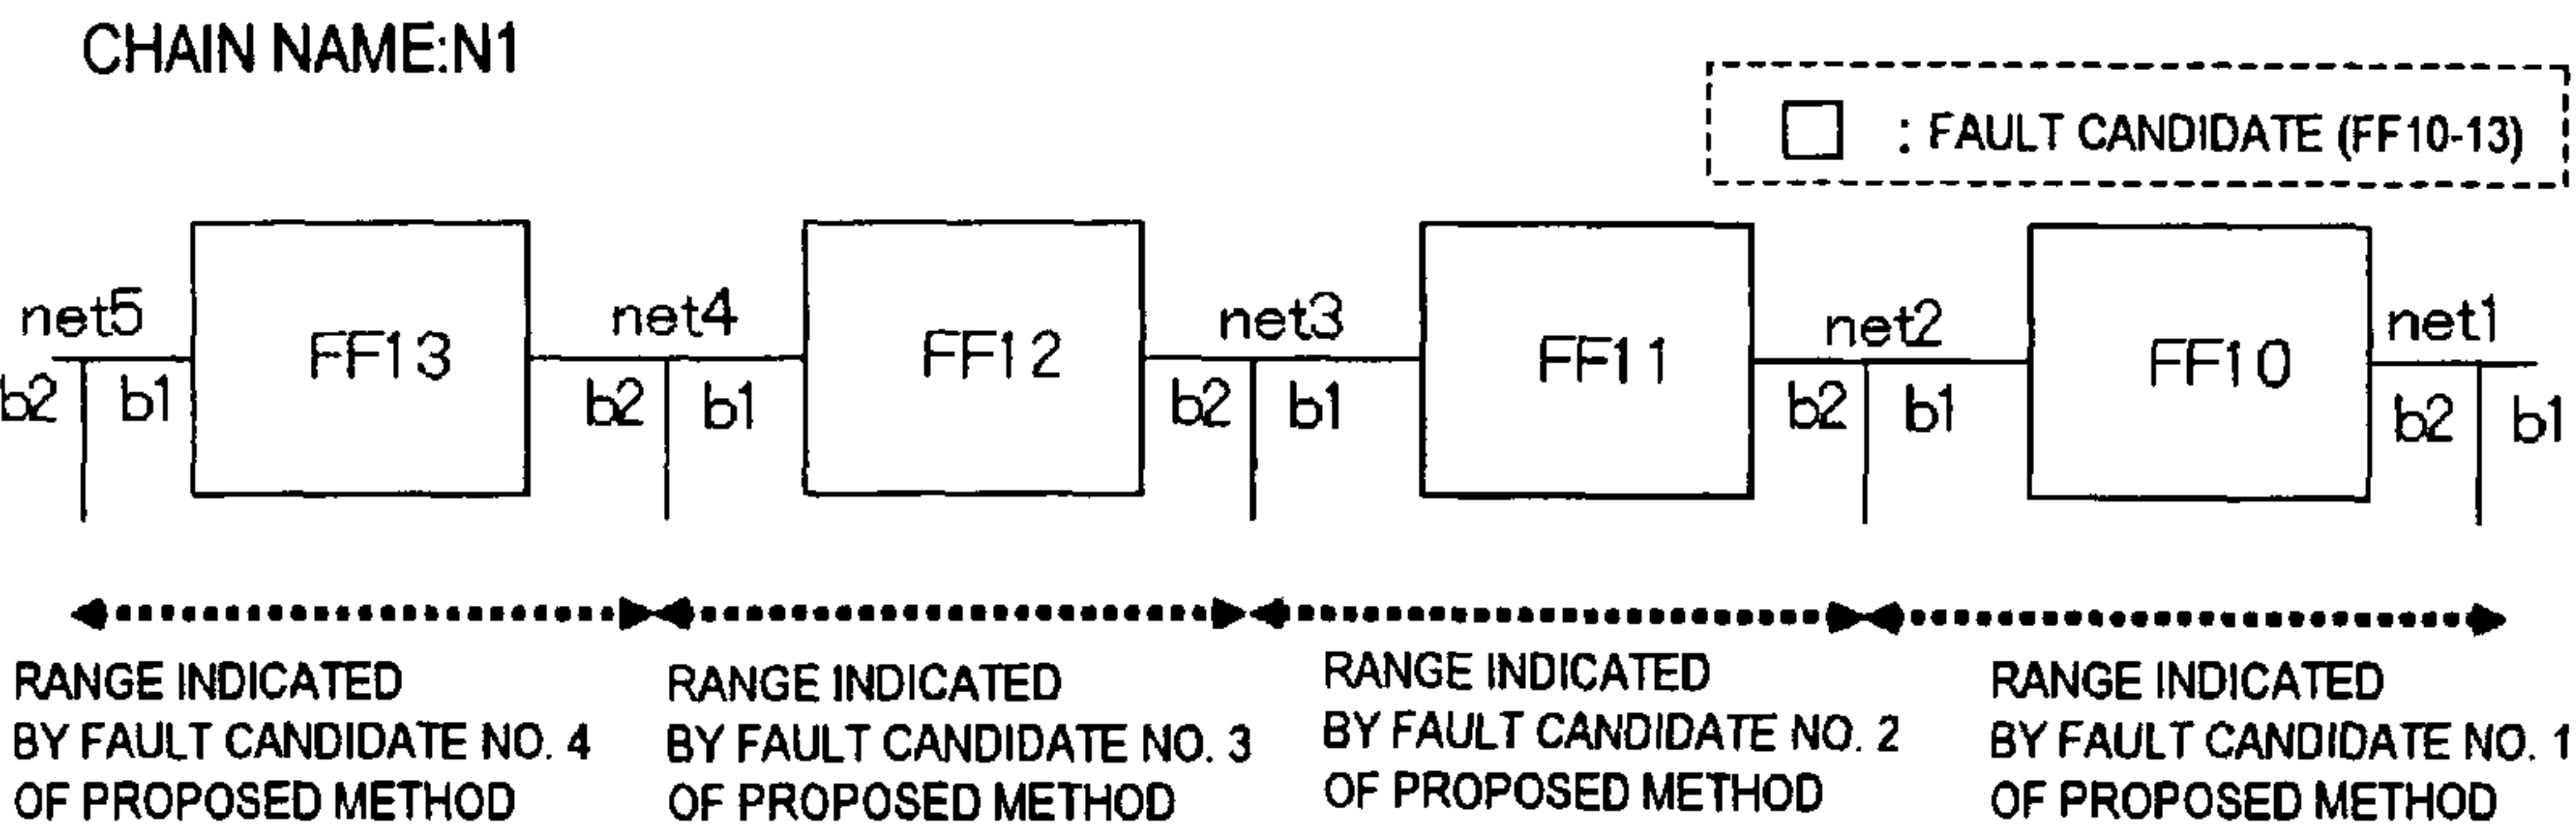 CHAIN NAME:N1
: FAULT CANDIDATE (FF10-13)
net5
FF13
net4
FF12
net3
FF11
net2
FF10
net1
b2
b1
b2
b1
b2
b1
b2
b1
b2
b1
RANGE INDICATED
BY FAULT CANDIDATE NO. 4
OF PROPOSED METHOD
RANGE INDICATED
BY FAULT CANDIDATE NO. 3
OF PROPOSED METHOD
RANGE INDICATED
BY FAULT CANDIDATE NO. 2
OF PROPOSED METHOD
RANGE INDICATED
BY FAULT CANDIDATE NO. 1
OF PROPOSED METHOD